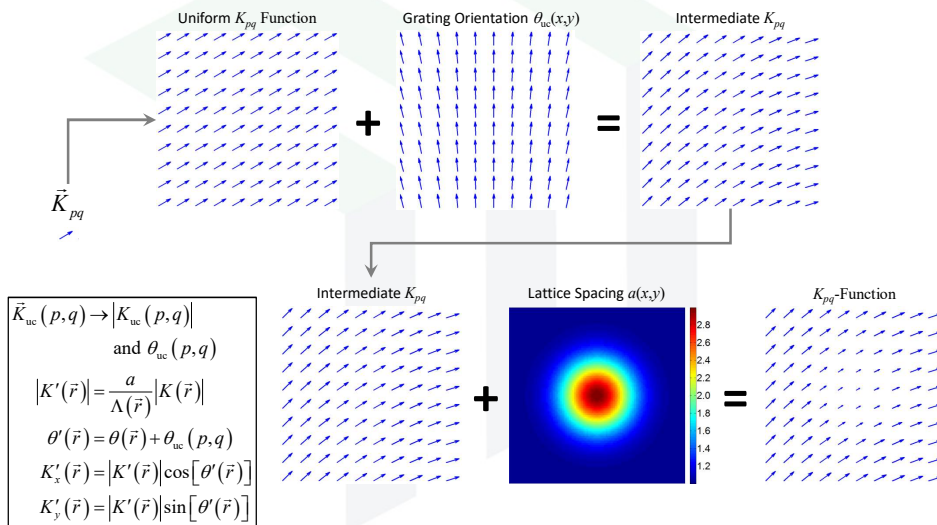 Uniform K_pq Function
Grating Orientation θ_uc(x,y)
Intermediate K_pq
+
=
K⃗_pq
Intermediate K_pq
Lattice Spacing a(x,y)
K_pq-Function
+
=
2.8
2.6
2.4
2.2
2.0
1.8
1.6
1.4
1.2
K⃗_uc(p,q) → |K_uc(p,q)|
and θ_uc(p,q)
|K′(r⃗)| = a/Λ(r⃗) |K(r⃗)|
θ′(r⃗) = θ(r⃗) + θ_uc(p,q)
K′_x(r⃗) = |K′(r⃗)| cos[θ′(r⃗)]
K′_y(r⃗) = |K′(r⃗)| sin[θ′(r⃗)]